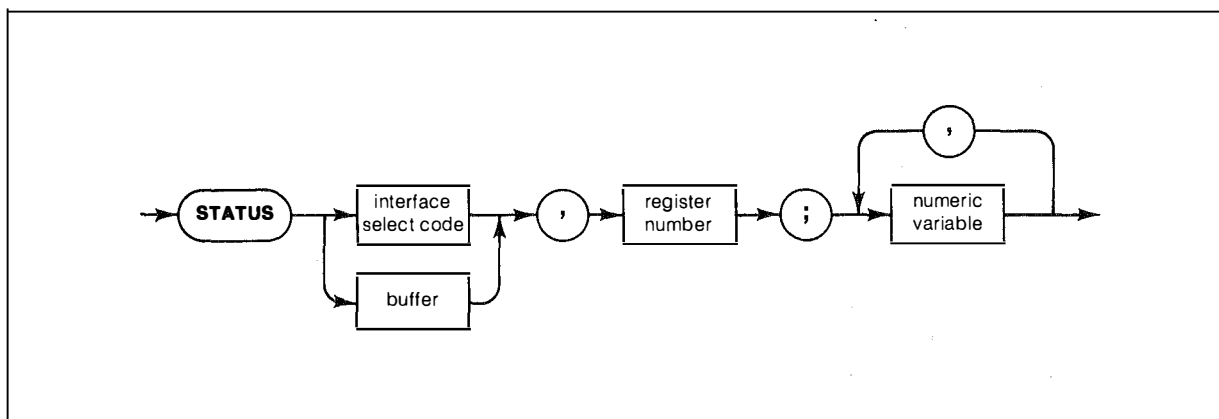 ,
STATUS
interface
select code
,
register
number
;
numeric
variable
buffer